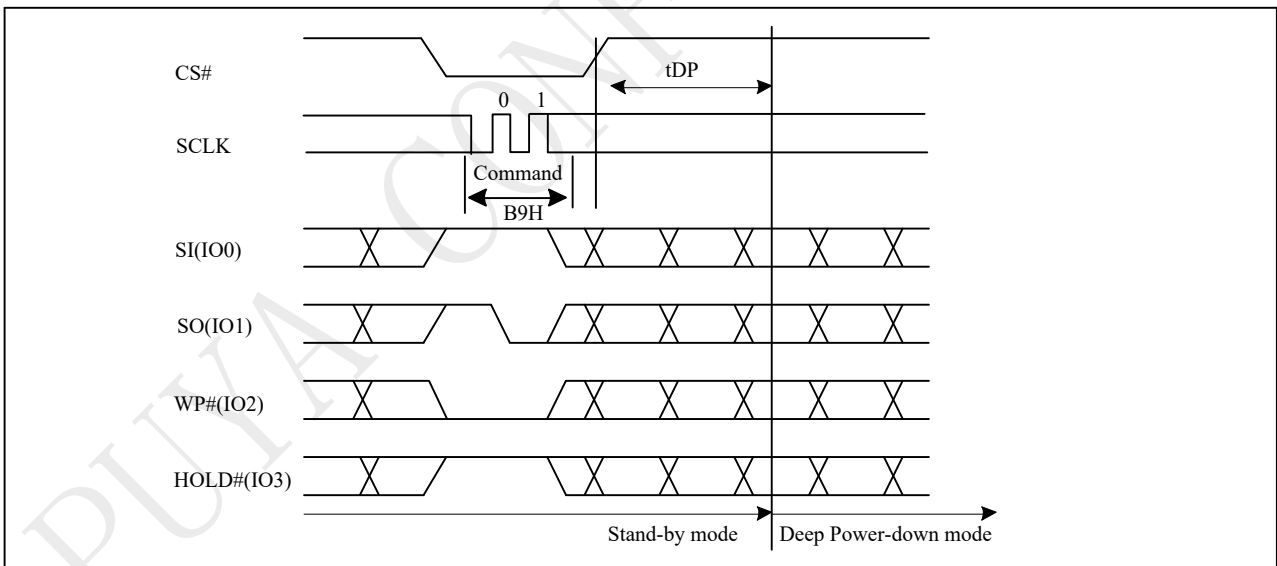 CS#
tDP
0 1
SCLK
Command
B9H
SI(IO0)
SO(IO1)
WP#(IO2)
HOLD#(IO3)
Stand-by mode Deep Power-down mode
PUYA